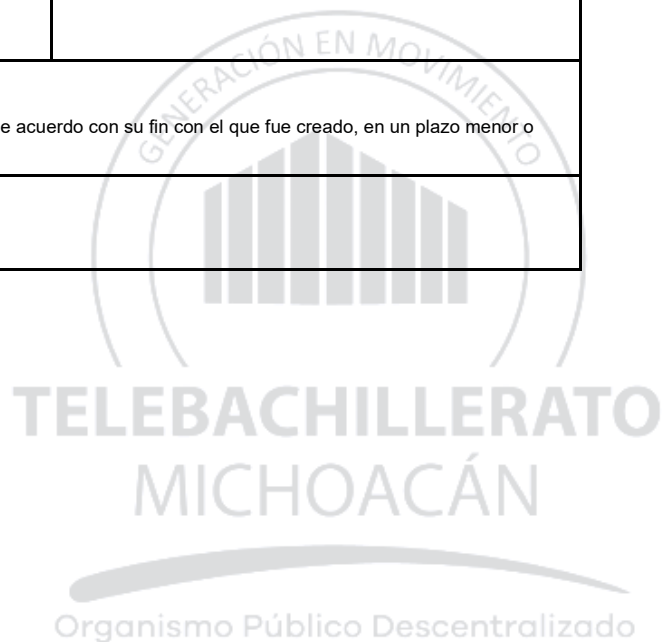 GENERACIÓN EN MOVIMIENTO
e acuerdo con su fin con el que fue creado, en un plazo menor o
TELEBACHILLERATO
MICHOACÁN
Organismo Público Descentralizado